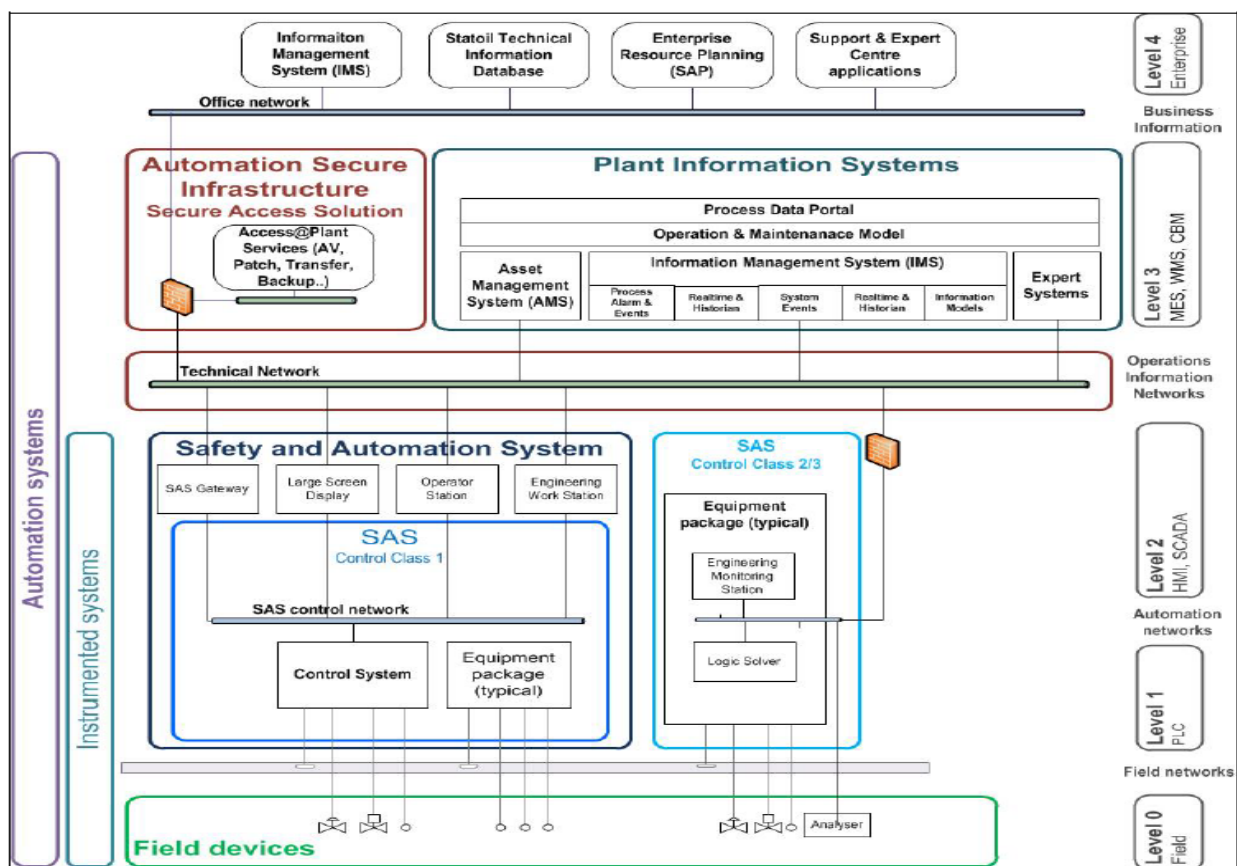 Informaiton
Management
System (IMS)
Statoil Technical
Information
Database
Enterprise
Resource Planning
(SAP)
Support & Expert
Centre
applications
Level 4
Enterprise
Office network
Business
Information
Automation Secure
Infrastructure
Secure Access Solution
Access@Plant
Services (AV,
Patch, Transfer,
Backup..)
Plant Information Systems
Process Data Portal
Operation & Maintenanace Model
Asset
Management
System (AMS)
Information Management System (IMS)
Process
Alarm &
Events
Realtime &
Historian
System
Events
Realtime &
Historian
Information
Models
Expert
Systems
Level 3
MES, WMS, CBM
Technical Network
Operations
Information
Networks
Automation systems
Instrumented systems
Safety and Automation System
SAS Gateway
Large Screen
Display
Operator
Station
Engineering
Work Station
SAS
Control Class 1
SAS control network
Control System
Equipment
package
(typical)
SAS
Control Class 2/3
Equipment
package (typical)
Engineering
Monitoring
Station
Logic Solver
Level 2
HMI, SCADA
Automation
networks
Level 1
PLC
Field networks
Analyser
Field devices
Level 0
Field